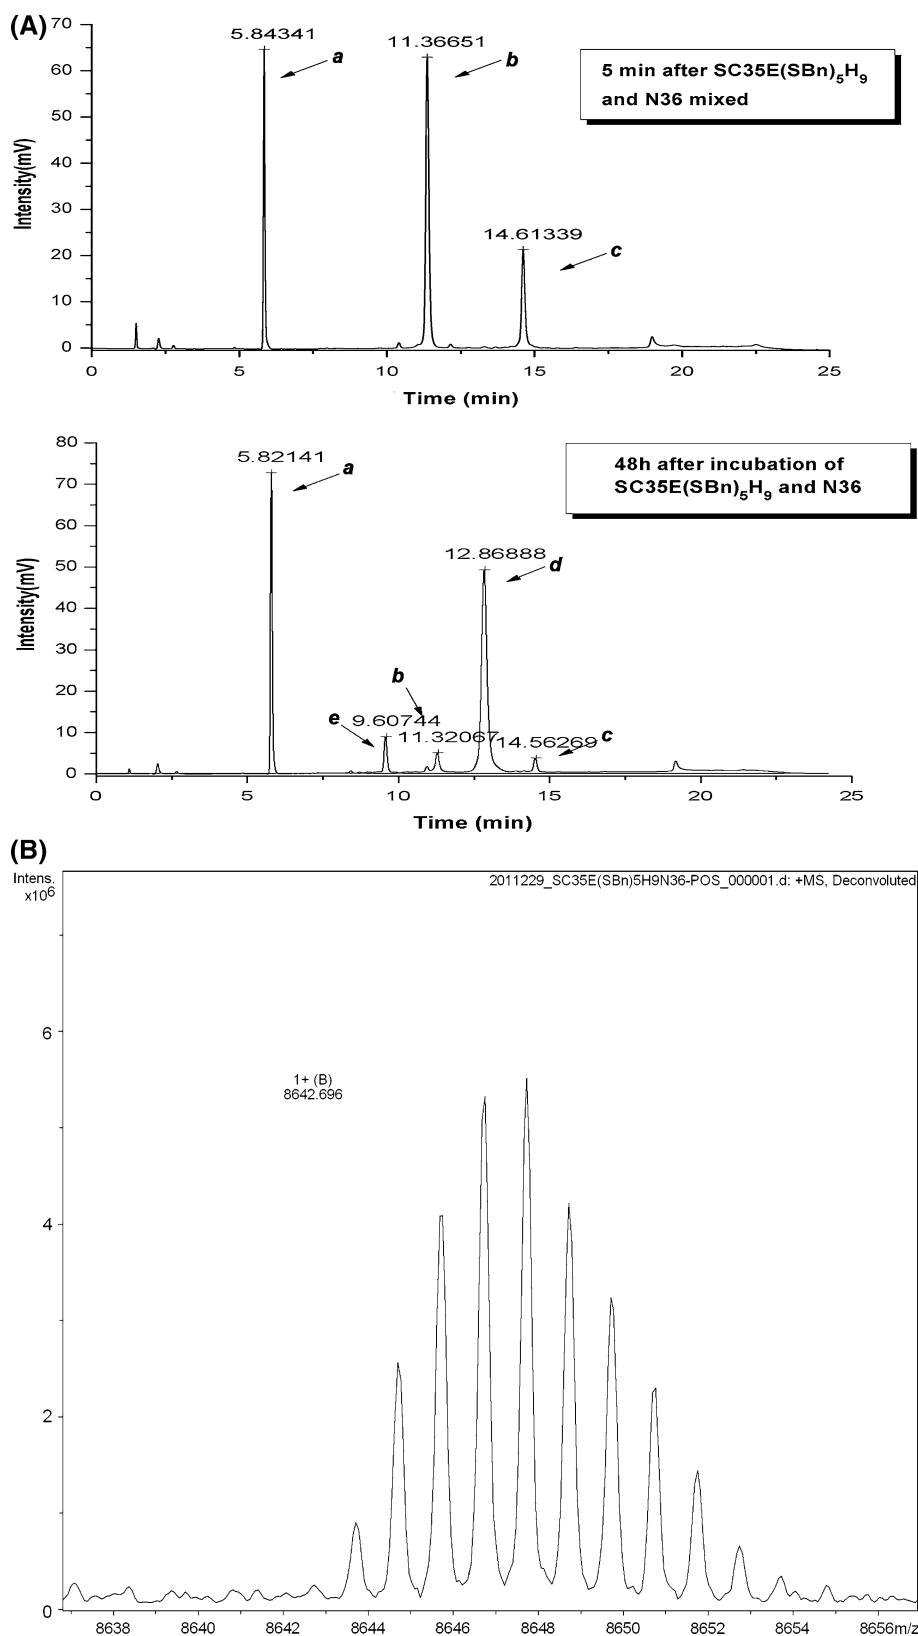 (A)
70
60
50
40
30
20
10
0
Intensity(mV)
5.84341
a
11.36651
b
14.61339
c
5 min after SC35E(SBn)5H9
and N36 mixed
0 5 10 15 20 25
Time (min)
80
70
60
50
40
30
20
10
0
Intensity(mV)
5.82141
a
48h after incubation of
SC35E(SBn)5H9 and N36
12.86888
d
b
e
9.60744
11.32067
14.56269
c
0 5 10 15 20 25
Time (min)
(B)
Intens.
x10^6
2011229_SC35E(SBn)5H9N36-POS_000001.d: +MS, Deconvoluted
6
4
2
0
1+ (B)
8642.696
8638 8640 8642 8644 8646 8648 8650 8652 8654 8656m/z